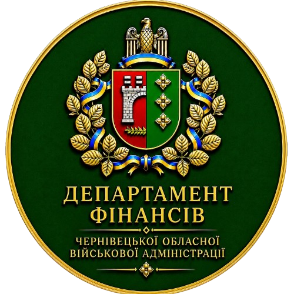 ДЕПАРТАМЕНТ
ФІНАНСІВ
ЧЕРНІВЕЦЬКОЇ ОБЛАСНОЇ
ВІЙСЬКОВОЇ АДМІНІСТРАЦІЇ